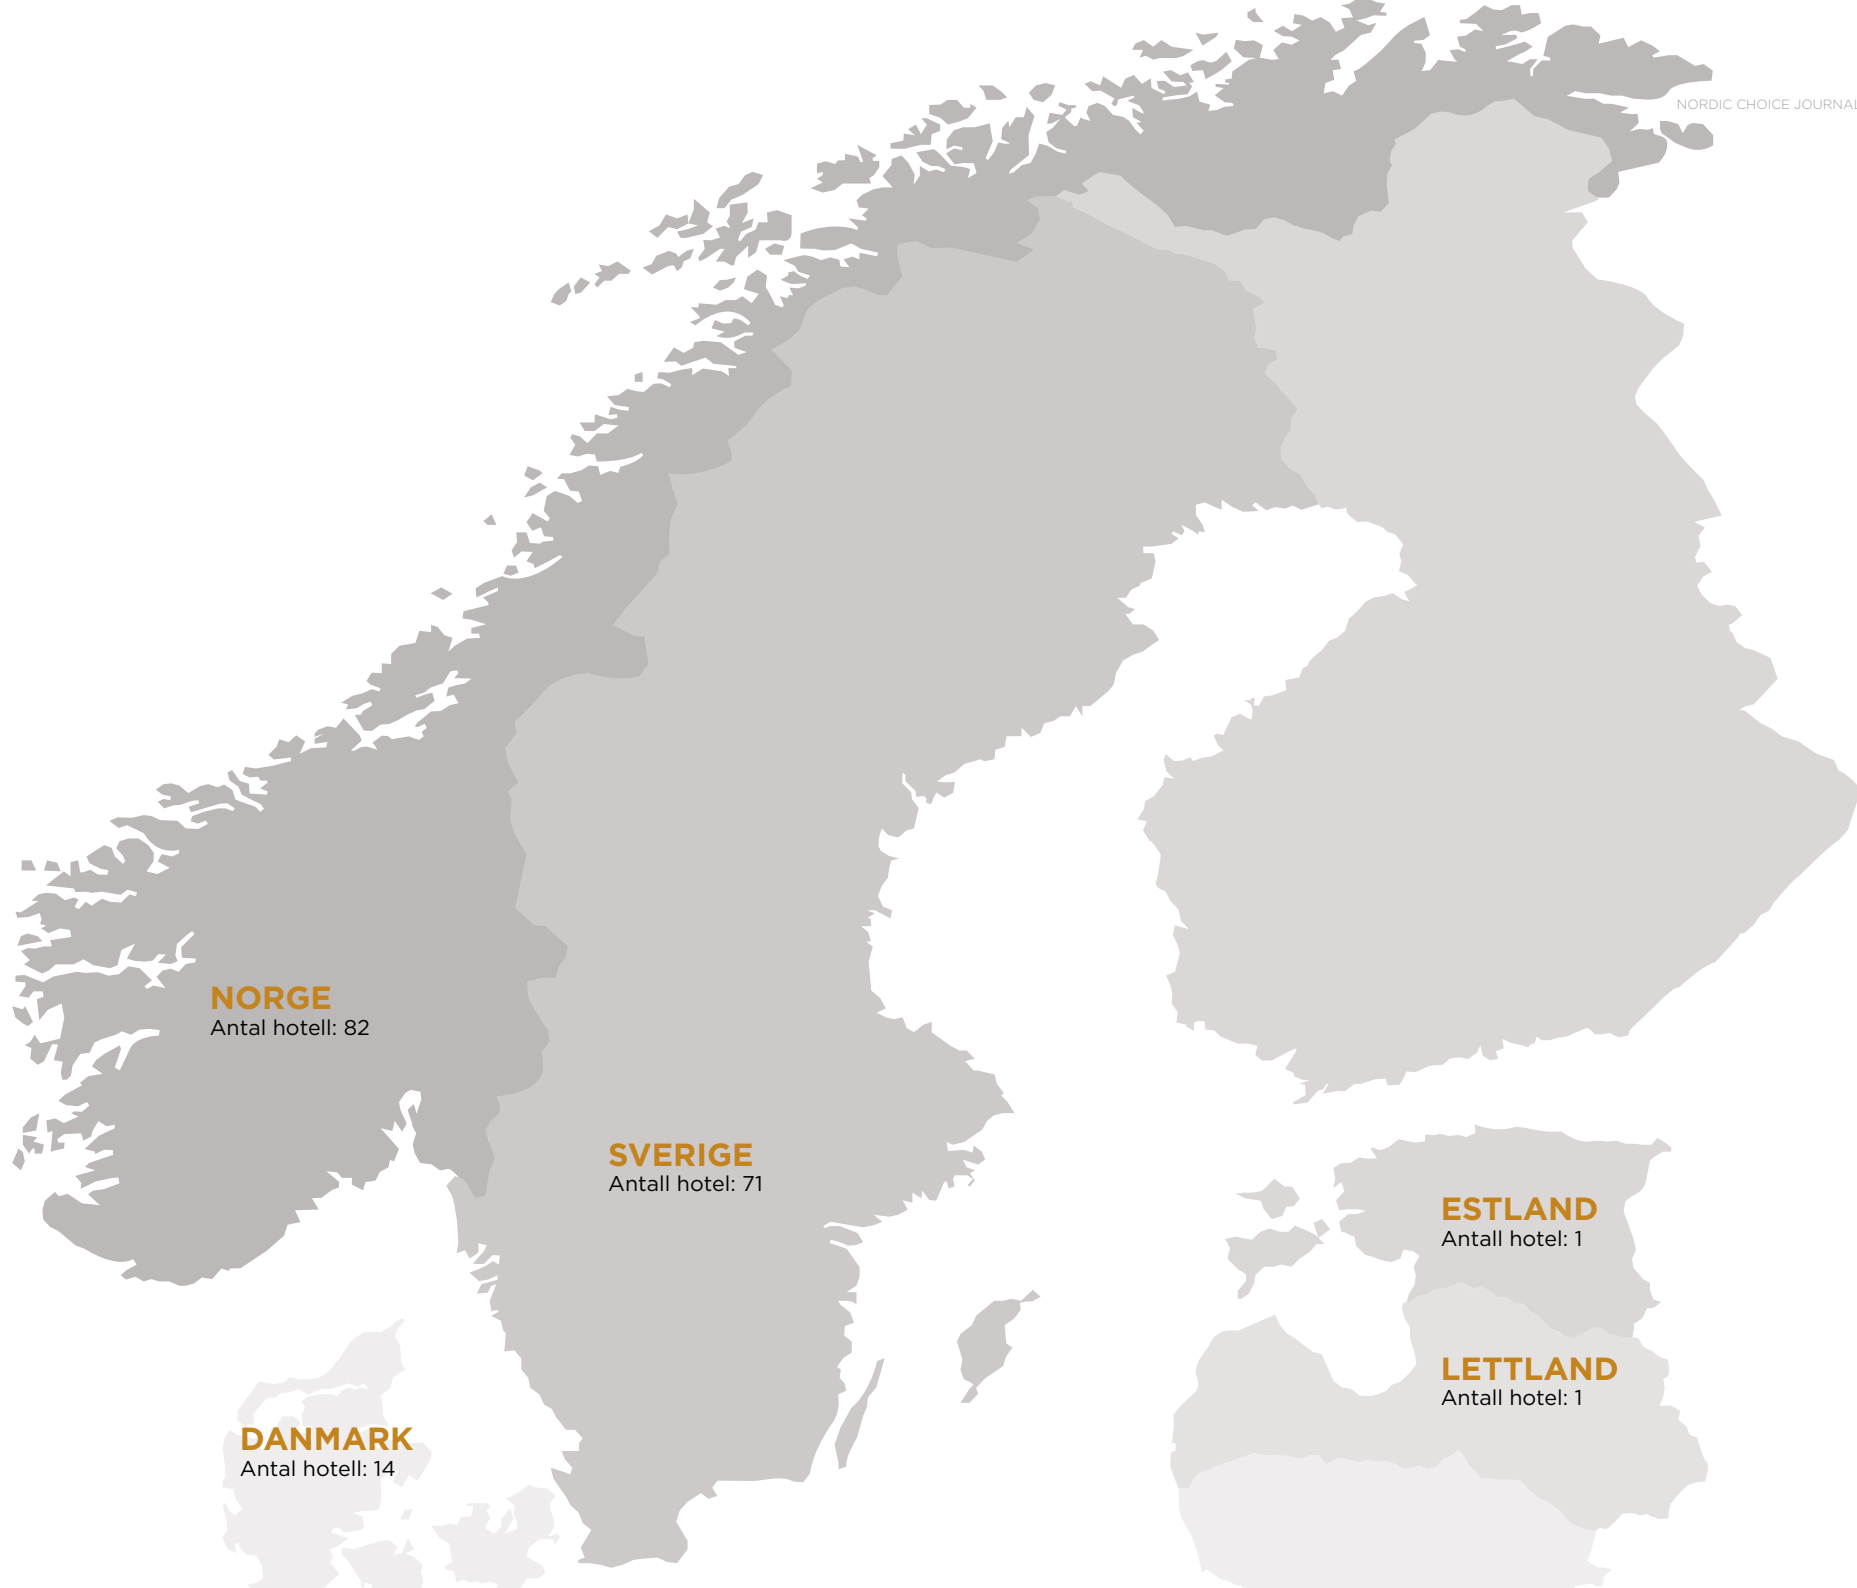 NORDIC CHOICE JOURNAL
NORGE
Antal hotell: 82
SVERIGE
Antall hotel: 71
ESTLAND
Antall hotel: 1
LETTLAND
Antall hotel: 1
DANMARK
Antal hotell: 14